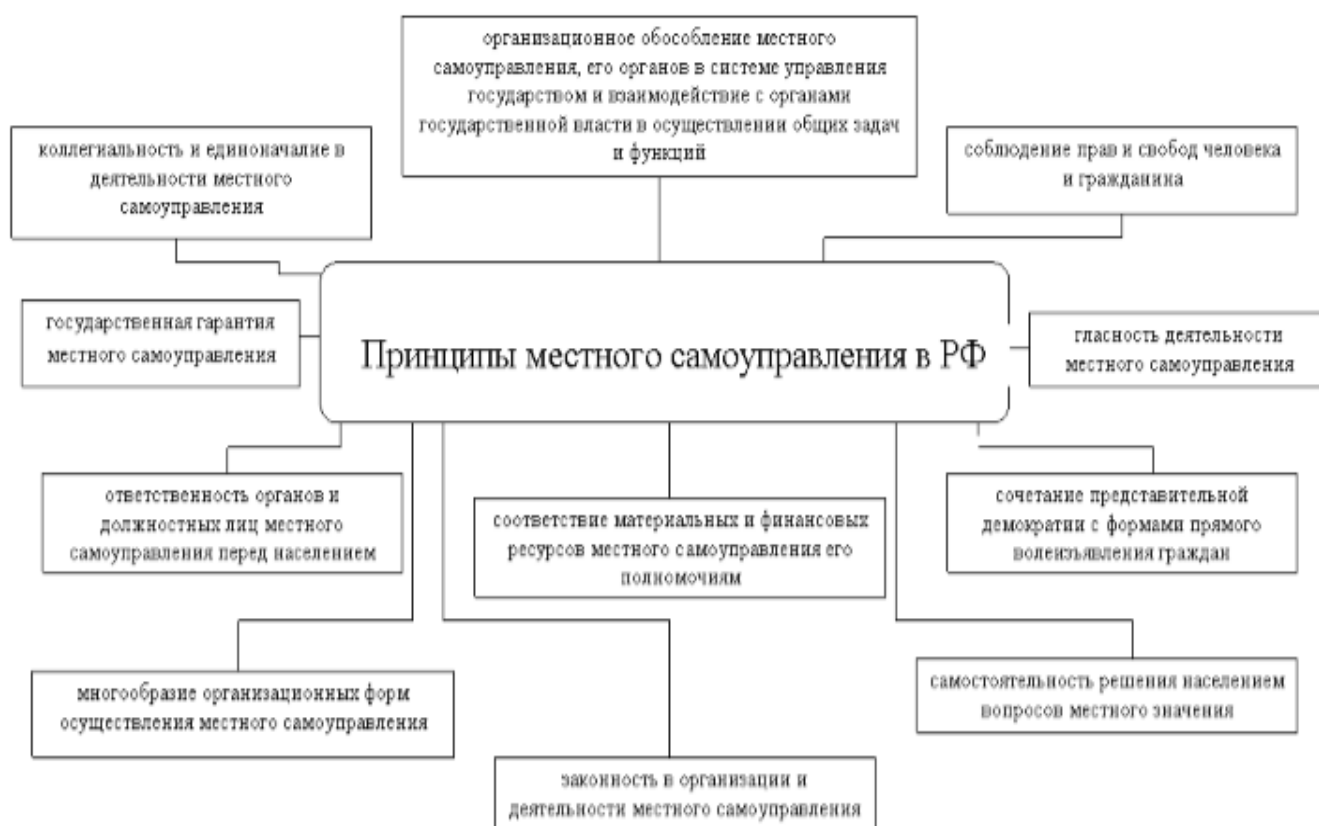 организационное обособление местного
самоуправления, его органов в системе управления
государством и взаимодействие с органами
государственной власти в осуществлении общих задач
и функций
коллегиальность и единоначалие в
деятельности местного
самоуправления
соблюдение прав и свобод человека
и гражданина
государственная гарантия
местного самоуправления
Принципы местного самоуправления в РФ
гласность деятельности
местного самоуправления
ответственность органов и
должностных лиц местного
самоуправления перед населением
соответствие материальных и финансовых
ресурсов местного самоуправления его
полномочиям
сочетание представительной
демократии с формами прямого
волеизъявления граждан
многообразие организационных форм
осуществления местного самоуправления
самостоятельность решения населением
вопросов местного значения
законность в организации и
деятельности местного самоуправления